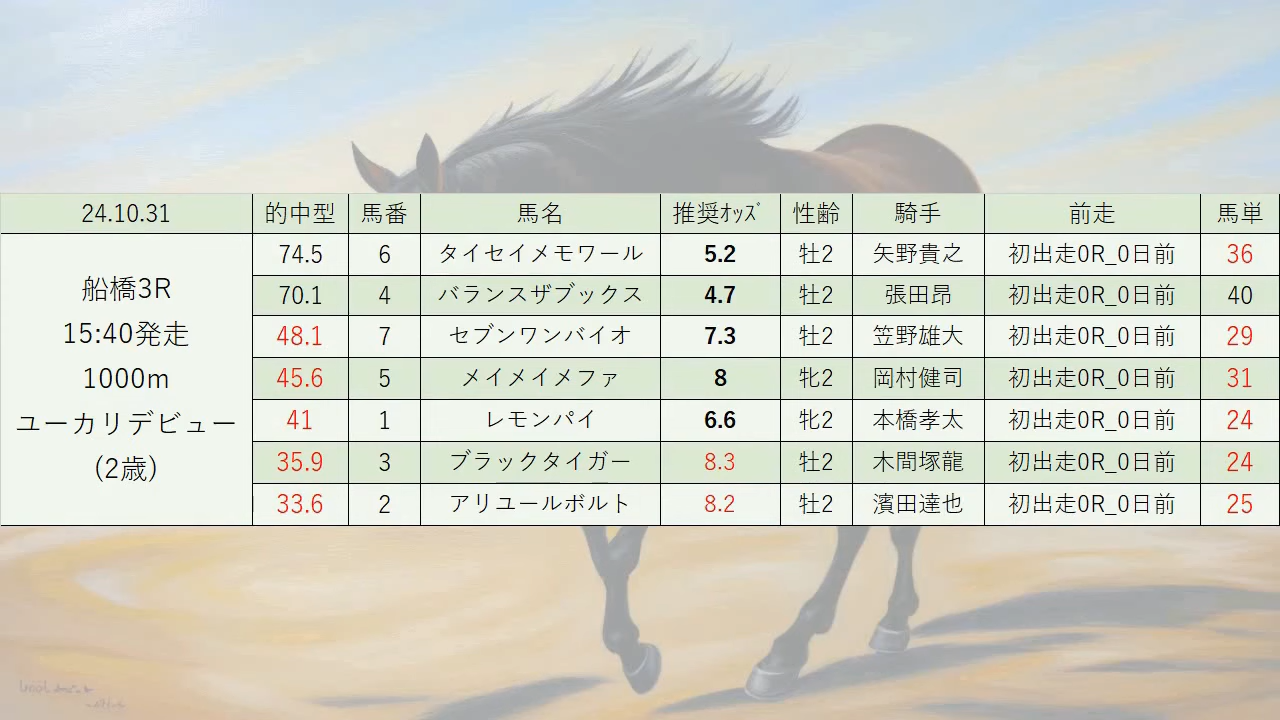 24.10.31 的中型 馬番 馬名 推奨ｵｯｽﾞ 性齢 騎手 前走 馬単
船橋3R
15:40発走
1000m
ユーカリデビュー
(2歳)
74.5 6 タイセイメモワール 5.2 牡2 矢野貴之 初出走0R_0日前 36
70.1 4 バランスザブックス 4.7 牡2 張田昂 初出走0R_0日前 40
48.1 7 セブンワンバイオ 7.3 牡2 笠野雄大 初出走0R_0日前 29
45.6 5 メイメイメファ 8 牝2 岡村健司 初出走0R_0日前 31
41 1 レモンパイ 6.6 牝2 本橋孝太 初出走0R_0日前 24
35.9 3 ブラックタイガー 8.3 牡2 木間塚龍 初出走0R_0日前 24
33.6 2 アリユールボルト 8.2 牡2 濱田達也 初出走0R_0日前 25